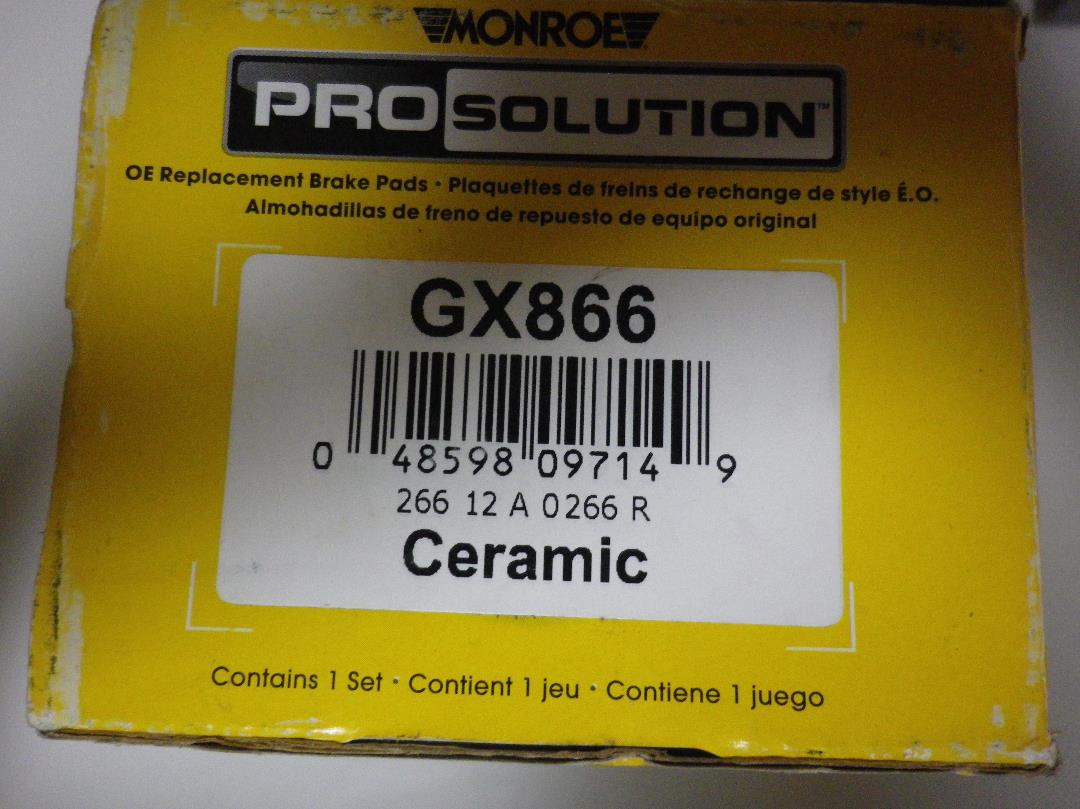 MONROE
PRO SOLUTION™
OE Replacement Brake Pads • Plaquettes de freins de rechange de style É.O.
Almohadillas de freno de repuesto de equipo original
GX866
0 48598 09714 9
266 12 A 0266 R
Ceramic
Contains 1 Set • Contient 1 jeu • Contiene 1 juego